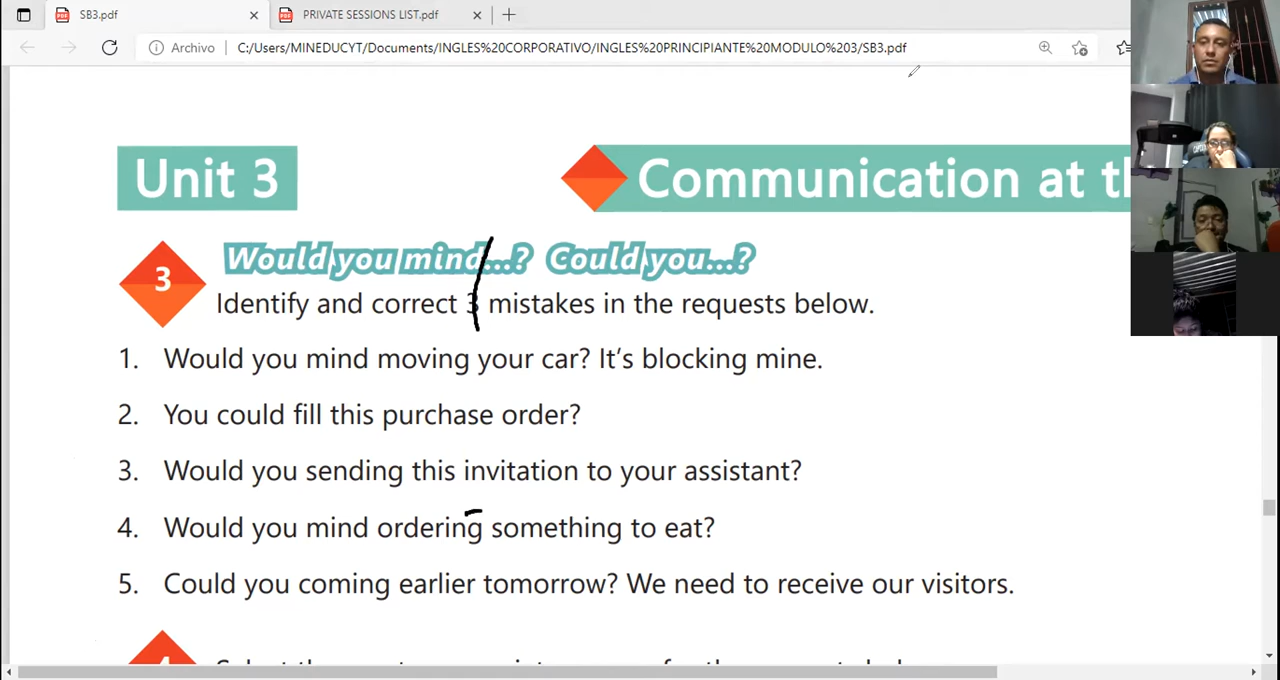 SB3.pdf
PRIVATE SESSIONS LIST.pdf
Archivo
C:/Users/MINEDUCYT/Documents/INGLES%20CORPORATIVO/INGLES%20PRINCIPIANTE%20MODULO%203/SB3.pdf
Unit 3
Communication at th
3
Would you mind...? Could you...?
Identify and correct 3 mistakes in the requests below.
1. Would you mind moving your car? It's blocking mine.
2. You could fill this purchase order?
3. Would you sending this invitation to your assistant?
4. Would you mind ordering something to eat?
5. Could you coming earlier tomorrow? We need to receive our visitors.